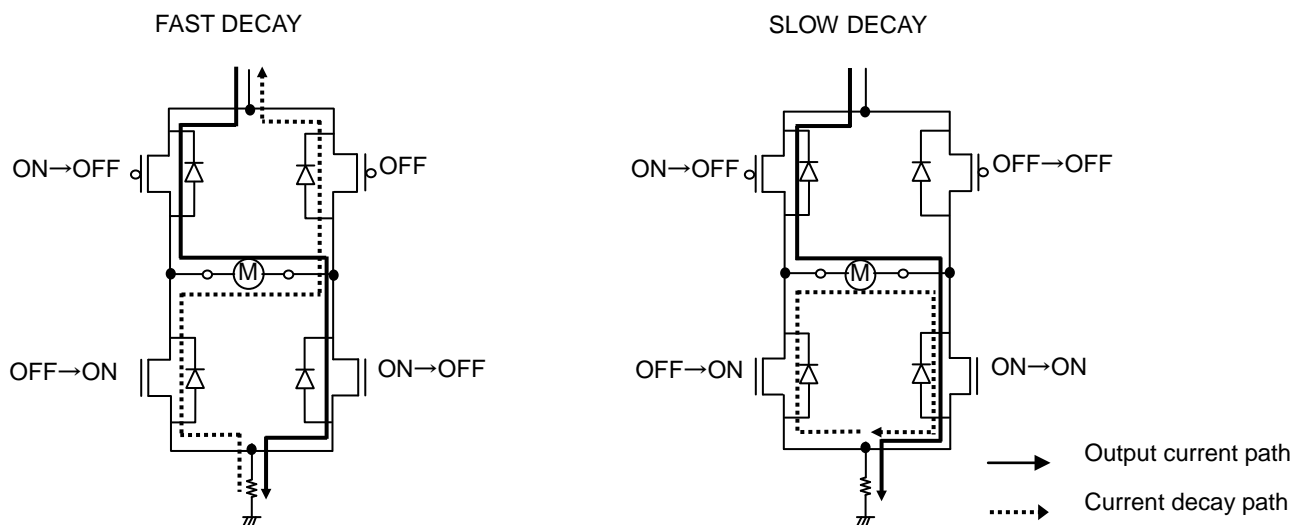 FAST DECAY
ON→OFF
OFF
M
OFF→ON
ON→OFF
SLOW DECAY
ON→OFF
OFF→OFF
M
OFF→ON
ON→ON
Output current path
Current decay path